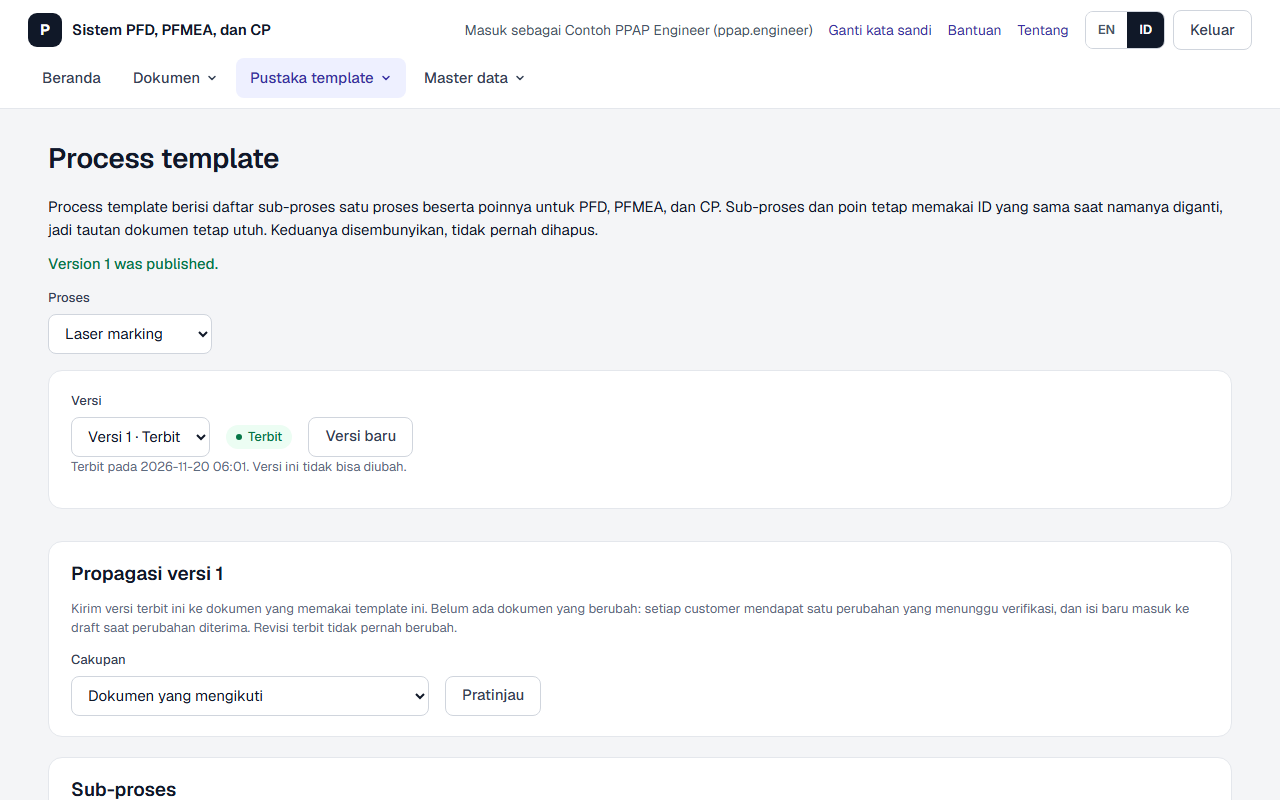 P
Sistem PFD, PFMEA, dan CP
Masuk sebagai Contoh PPAP Engineer (ppap.engineer)
Ganti kata sandi
Bantuan
Tentang
EN
ID
Keluar
Beranda
Dokumen
Pustaka template
Master data
Process template
Process template berisi daftar sub-proses satu proses beserta poinnya untuk PFD, PFMEA, dan CP. Sub-proses dan poin tetap memakai ID yang sama saat namanya diganti,
jadi tautan dokumen tetap utuh. Keduanya disembunyikan, tidak pernah dihapus.
Version 1 was published.
Proses
Laser marking
Versi
Versi 1 · Terbit
Terbit
Versi baru
Terbit pada 2026-11-20 06:01. Versi ini tidak bisa diubah.
Propagasi versi 1
Kirim versi terbit ini ke dokumen yang memakai template ini. Belum ada dokumen yang berubah: setiap customer mendapat satu perubahan yang menunggu verifikasi, dan isi baru masuk ke
draft saat perubahan diterima. Revisi terbit tidak pernah berubah.
Cakupan
Dokumen yang mengikuti
Pratinjau
Sub-proses